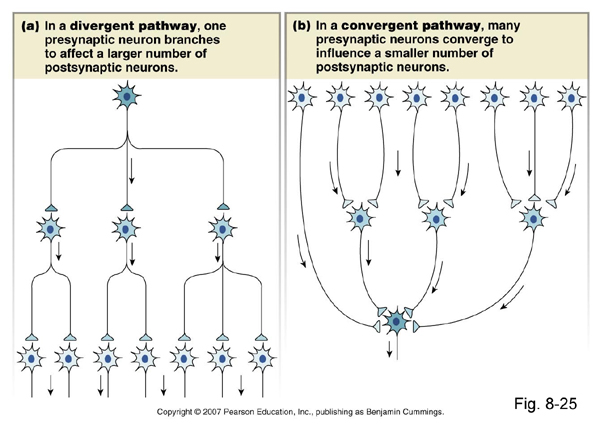 (a) In a divergent pathway, one
presynaptic neuron branches
to affect a larger number of
postsynaptic neurons.
(b) In a convergent pathway, many
presynaptic neurons converge to
influence a smaller number of
postsynaptic neurons.
Fig. 8-25
Copyright © 2007 Pearson Education, Inc., publishing as Benjamin Cummings.